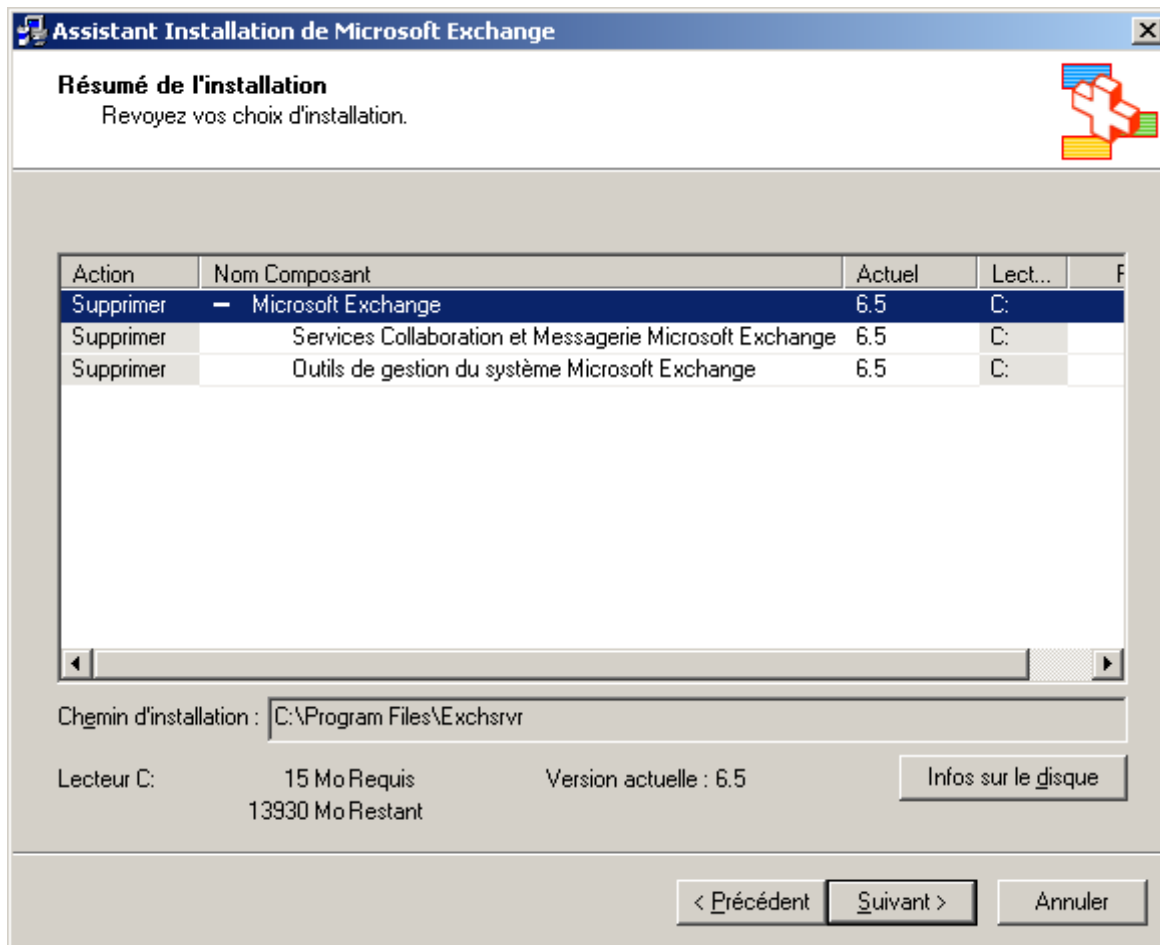 Assistant Installation de Microsoft Exchange
Résumé de l'installation
Revoyez vos choix d'installation.
Action Nom Composant Actuel Lect...
Supprimer Microsoft Exchange 6.5 C:
Supprimer Services Collaboration et Messagerie Microsoft Exchange 6.5 C:
Supprimer Outils de gestion du système Microsoft Exchange 6.5 C:
Chemin d'installation : C:\Program Files\Exchsrvr
Lecteur C: 15 Mo Requis Version actuelle : 6.5 Infos sur le disque
13930 Mo Restant
< Précédent Suivant > Annuler